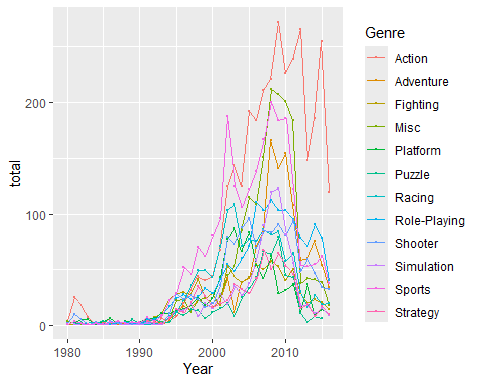 Genre
Action
Adventure
Fighting
Misc
Platform
Puzzle
Racing
Role-Playing
Shooter
Simulation
Sports
Strategy
total
200
100
0
1980 1990 2000 2010
Year